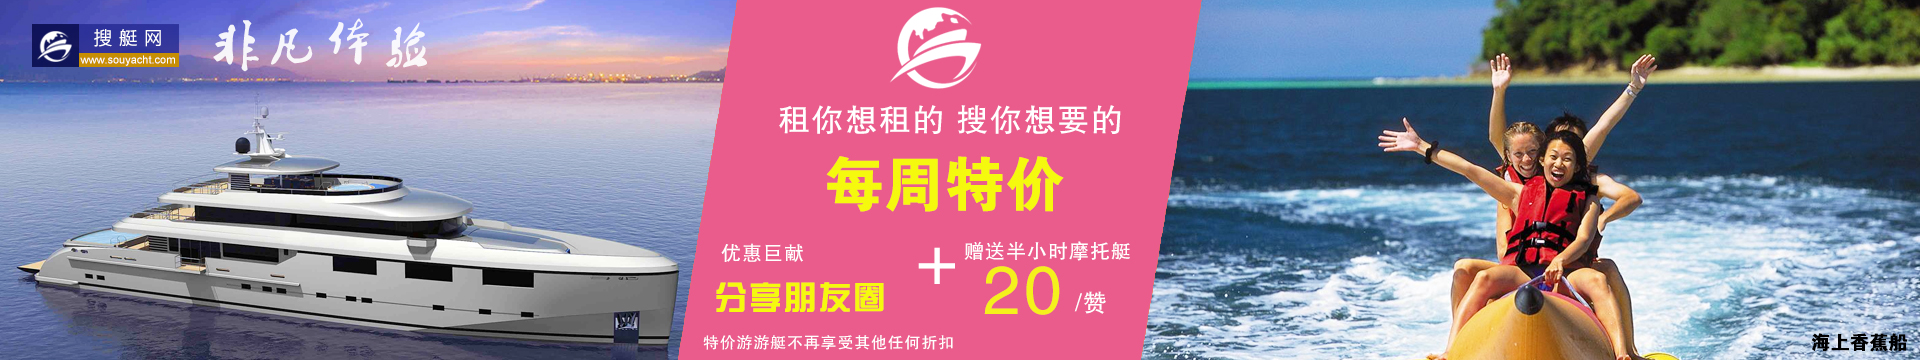 搜艇网
www.souyacht.com
非凡体验
租你想租的 搜你想要的
每周特价
优惠巨献
分享朋友圈
+
赠送半小时摩托艇
20/赞
特价游游艇不再享受其他任何折扣
海上香蕉船